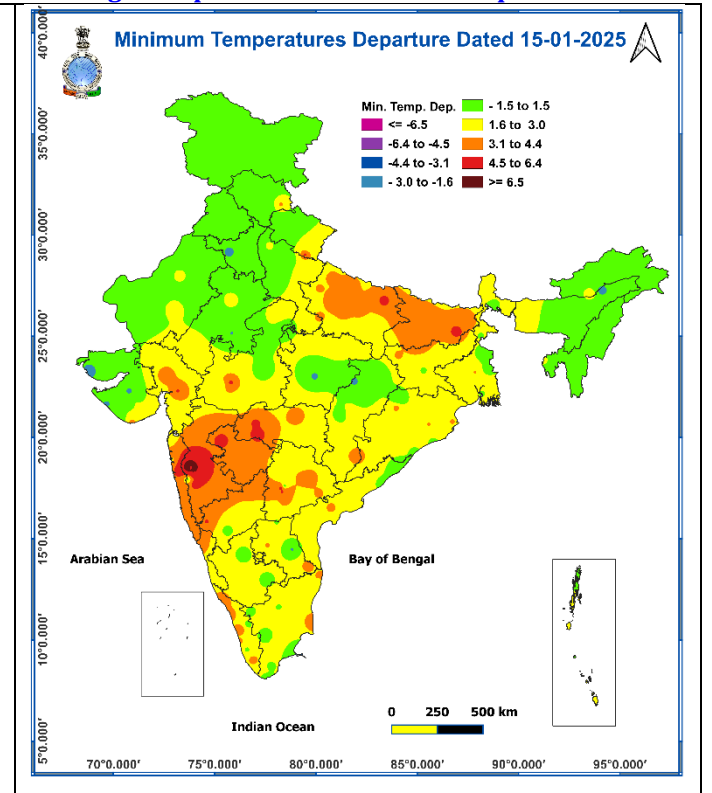 Minimum Temperatures Departure Dated 15-01-2025
Min. Temp. Dep.
<= -6.5
-6.4 to -4.5
-4.4 to -3.1
- 3.0 to -1.6
- 1.5 to 1.5
1.6 to 3.0
3.1 to 4.4
4.5 to 6.4
>= 6.5
40°0.000'
35°0.000'
30°0.000'
25°0.000'
20°0.000'
15°0.000'
10°0.000'
5°0.000'
Arabian Sea
Bay of Bengal
Indian Ocean
0 250 500 km
70°0.000' 75°0.000' 80°0.000' 85°0.000' 90°0.000' 95°0.000'